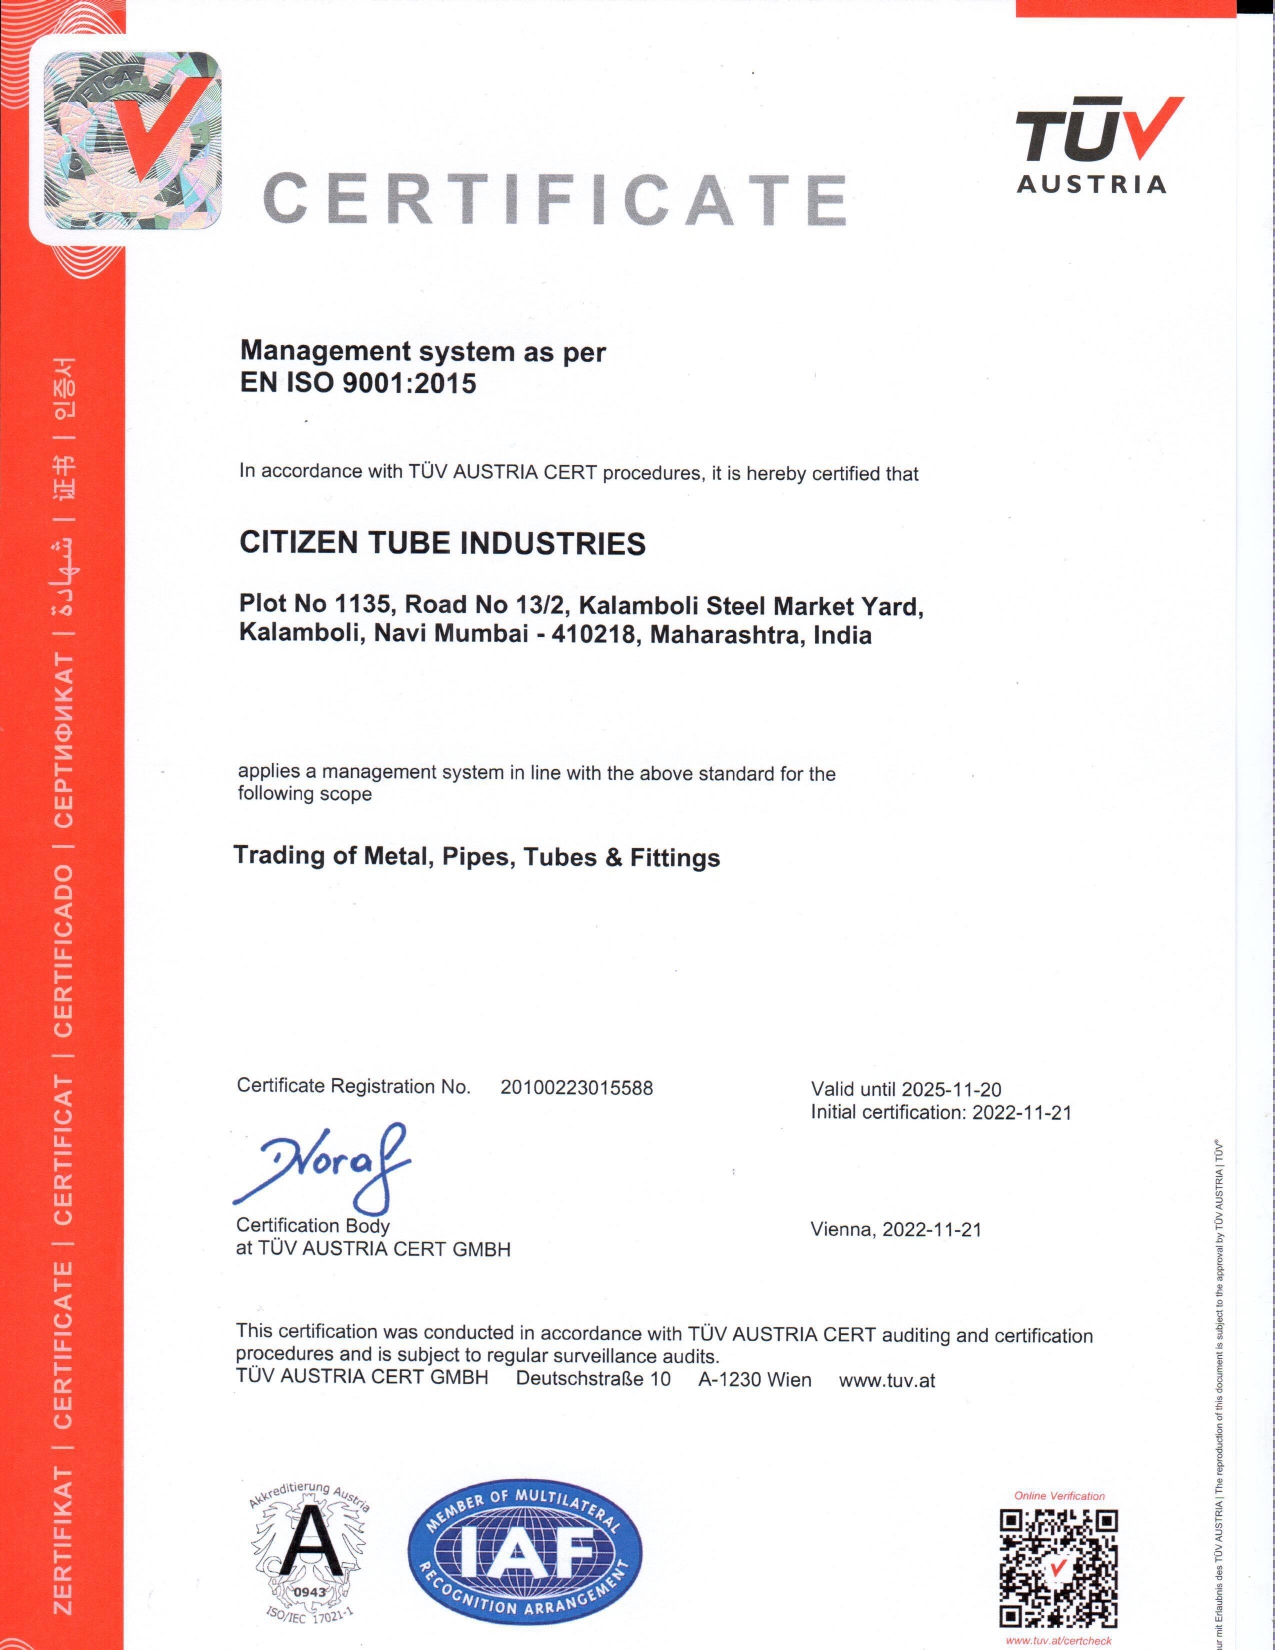 TÜV
AUSTRIA
CERTIFICATE
Management system as per
EN ISO 9001:2015
In accordance with TÜV AUSTRIA CERT procedures, it is hereby certified that
CITIZEN TUBE INDUSTRIES
Plot No 1135, Road No 13/2, Kalamboli Steel Market Yard,
Kalamboli, Navi Mumbai - 410218, Maharashtra, India
applies a management system in line with the above standard for the
following scope
Trading of Metal, Pipes, Tubes & Fittings
Certificate Registration No. 20100223015588
Valid until 2025-11-20
Initial certification: 2022-11-21
Certification Body
at TÜV AUSTRIA CERT GMBH
Vienna, 2022-11-21
This certification was conducted in accordance with TÜV AUSTRIA CERT auditing and certification
procedures and is subject to regular surveillance audits.
TÜV AUSTRIA CERT GMBH Deutschstraße 10 A-1230 Wien www.tuv.at
Akkreditierung Austria
A
0943
ISO/IEC 17021-1
MEMBER OF MULTILATERAL
IAF
RECOGNITION ARRANGEMENT
Online Verification
www.tuv.at/certcheck
ZERTIFIKAT | CERTIFICATE | CERTIFICAT | CERTIFICADO | СЕРТИФИКАТ | شهادة | 证书 | 인증서
mit Erlaubnis des TÜV AUSTRIA | The reproduction of this document is subject to the approval by TÜV AUSTRIA | TÜV®